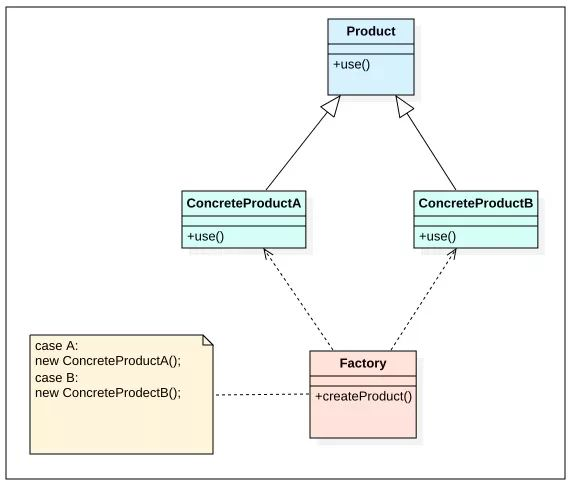 Product
+use()
ConcreteProductA
+use()
ConcreteProductB
+use()
case A:
new ConcreteProductA();
case B:
new ConcreteProdectB();
Factory
+createProduct()